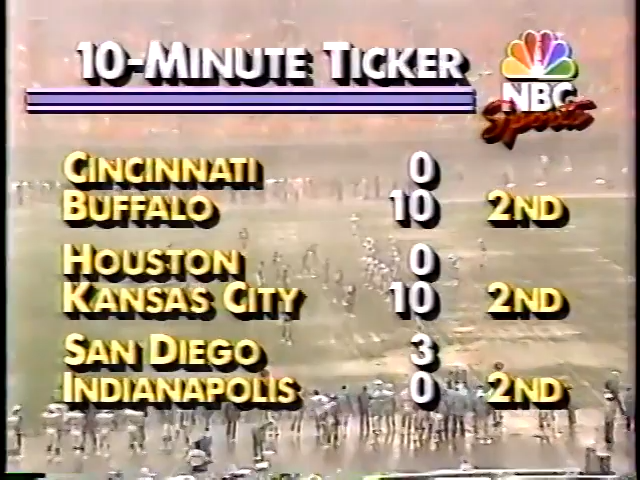 10-MINUTE TICKER
NBC
Sports
CINCINNATI 0
BUFFALO 10 2ND
HOUSTON 0
KANSAS CITY 10 2ND
SAN DIEGO 3
INDIANAPOLIS 0 2ND